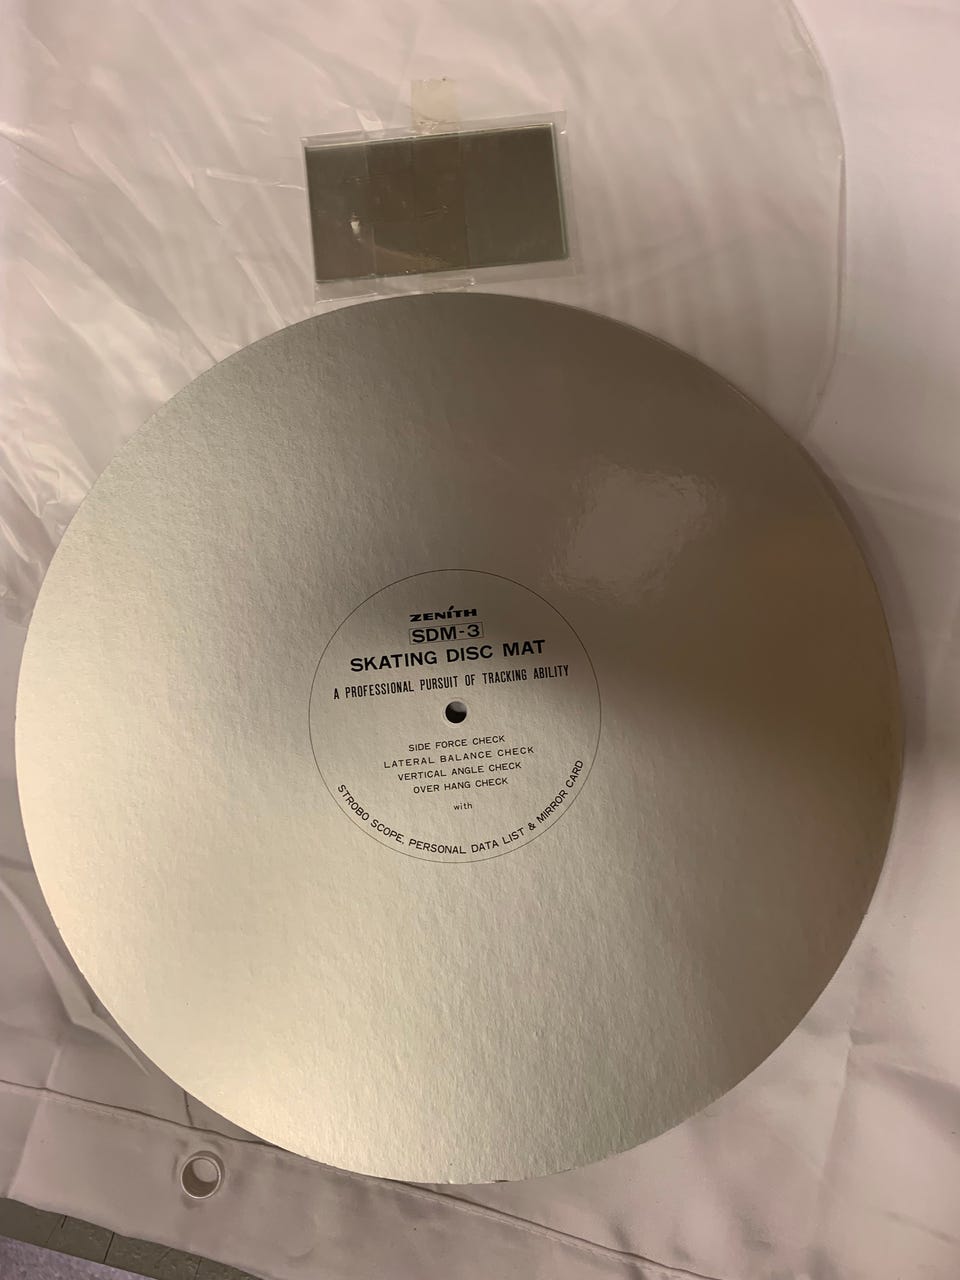 ZENITH
SDM-3
SKATING DISC MAT
A PROFESSIONAL PURSUIT OF TRACKING ABILITY
SIDE FORCE CHECK
LATERAL BALANCE CHECK
VERTICAL ANGLE CHECK
OVER HANG CHECK
with
STROBO SCOPE, PERSONAL DATA LIST & MIRROR CARD